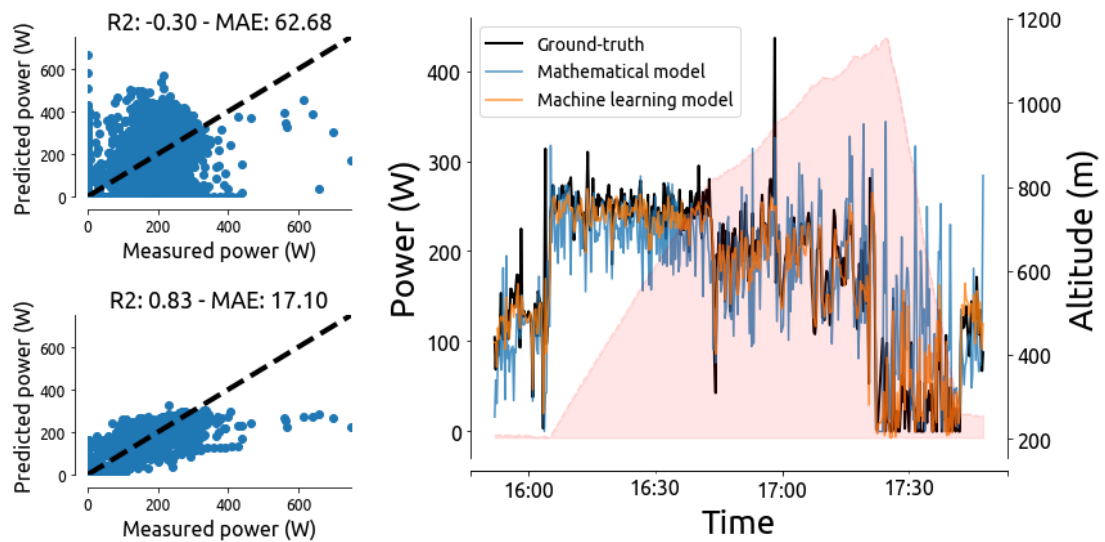 R2: -0.30 - MAE: 62.68
Predicted power (W)
600
400
200
0
0 200 400 600
Measured power (W)
R2: 0.83 - MAE: 17.10
Predicted power (W)
600
400
200
0
0 200 400 600
Measured power (W)
Ground-truth
Mathematical model
Machine learning model
Power (W)
400
300
200
100
0
1200
1000
800
600
400
200
Altitude (m)
16:00 16:30 17:00 17:30
Time